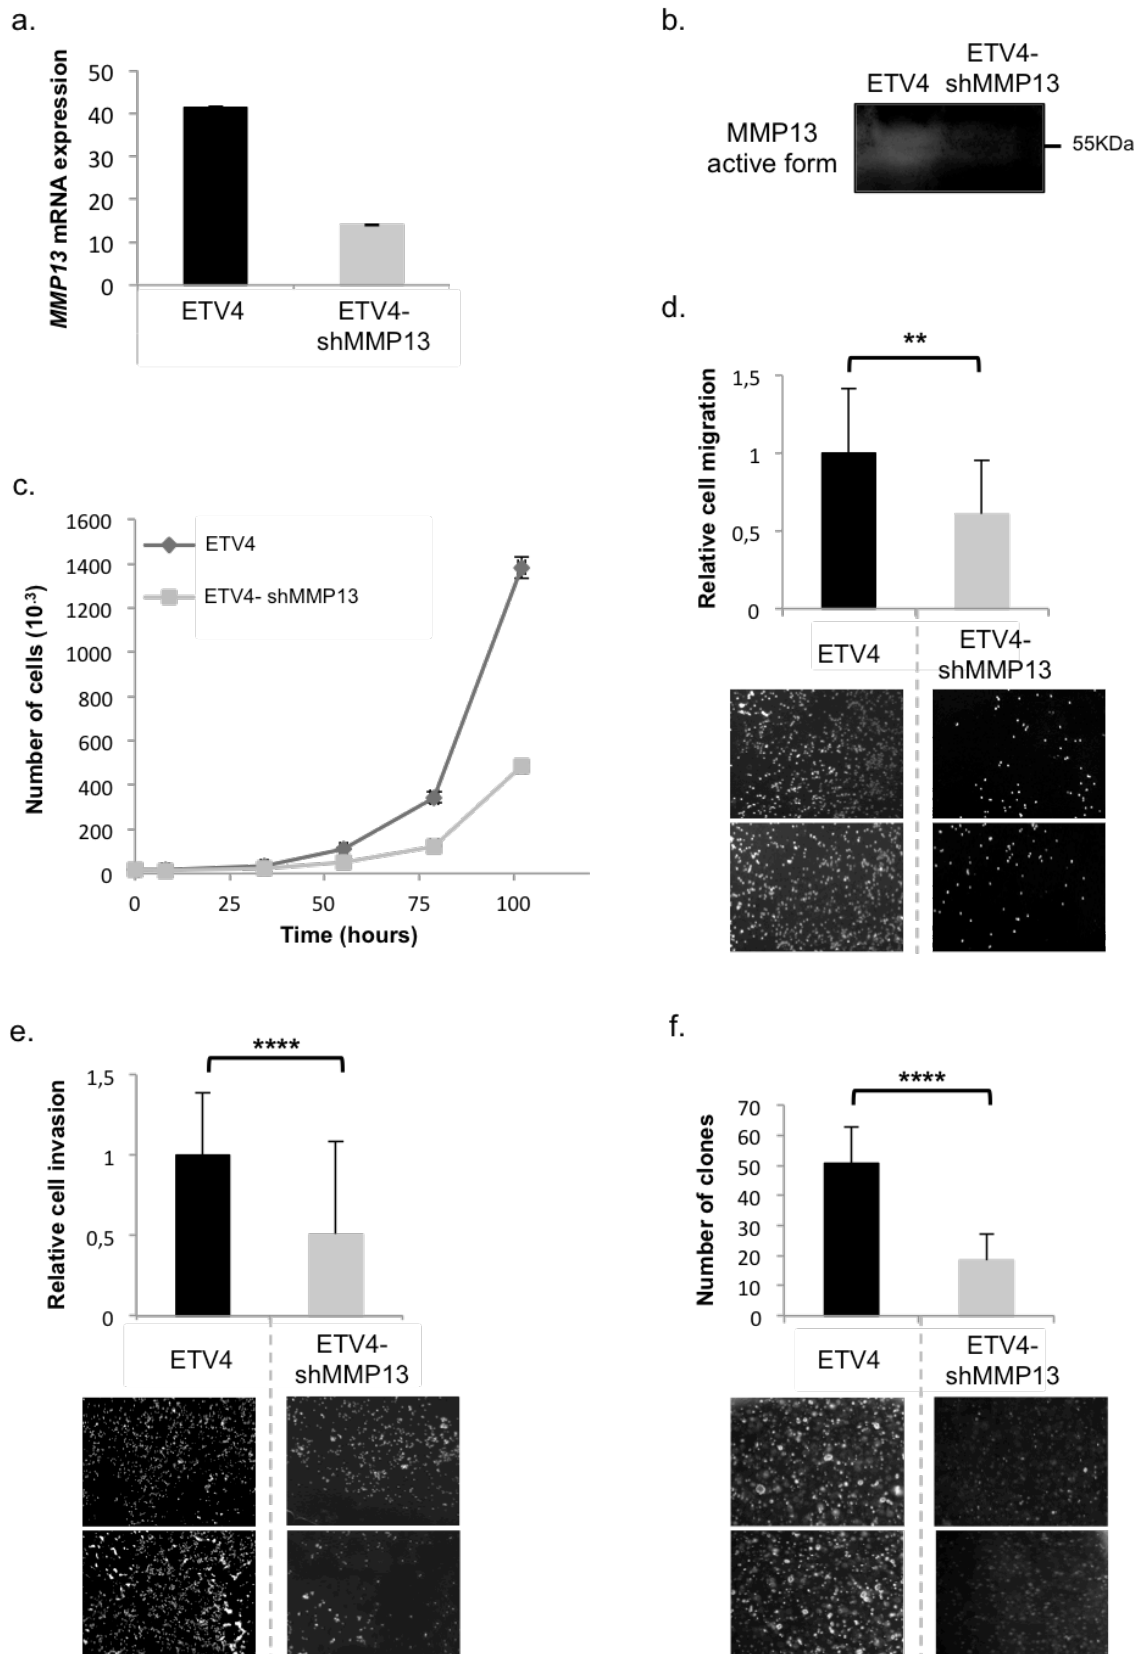 a.
MMP13 mRNA expression
50
40
30
20
10
0
ETV4
ETV4-
shMMP13
b.
ETV4
ETV4-
shMMP13
MMP13
active form
55KDa
c.
Number of cells (10-3)
1600
1400
1200
1000
800
600
400
200
0
ETV4
ETV4- shMMP13
0
25
50
75
100
Time (hours)
d.
**
Relative cell migration
1,5
1
0,5
0
ETV4
ETV4-
shMMP13
e.
****
Relative cell invasion
1,5
1
0,5
0
ETV4
ETV4-
shMMP13
f.
****
Number of clones
70
60
50
40
30
20
10
0
ETV4
ETV4-
shMMP13